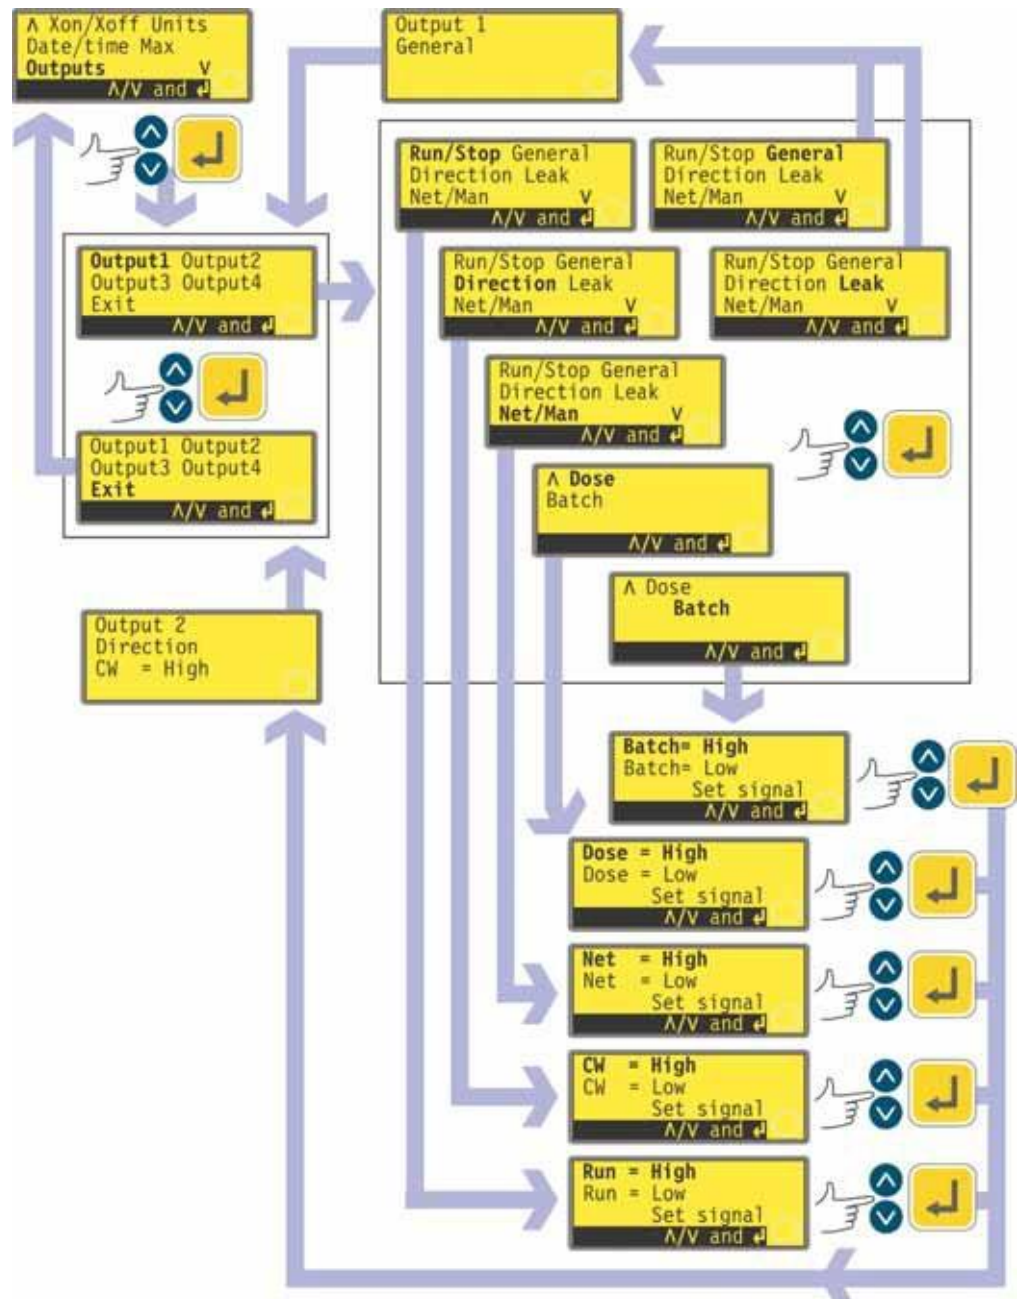 Λ Xon/Xoff Units
Date/time Max
Outputs V
Λ/V and ↲
Output 1
General
Run/Stop General
Direction Leak
Net/Man V
Λ/V and ↲
Run/Stop General
Direction Leak
Net/Man V
Λ/V and ↲
Output1 Output2
Output3 Output4
Exit
Λ/V and ↲
Run/Stop General
Direction Leak
Net/Man V
Λ/V and ↲
Run/Stop General
Direction Leak
Net/Man V
Λ/V and ↲
Run/Stop General
Direction Leak
Net/Man V
Λ/V and ↲
Output1 Output2
Output3 Output4
Exit
Λ/V and ↲
Λ Dose
Batch
Λ/V and ↲
Λ Dose
Batch
Λ/V and ↲
Output 2
Direction
CW = High
Batch= High
Batch= Low
Set signal
Λ/V and ↲
Dose = High
Dose = Low
Set signal
Λ/V and ↲
Net = High
Net = Low
Set signal
Λ/V and ↲
CW = High
CW = Low
Set signal
Λ/V and ↲
Run = High
Run = Low
Set signal
Λ/V and ↲